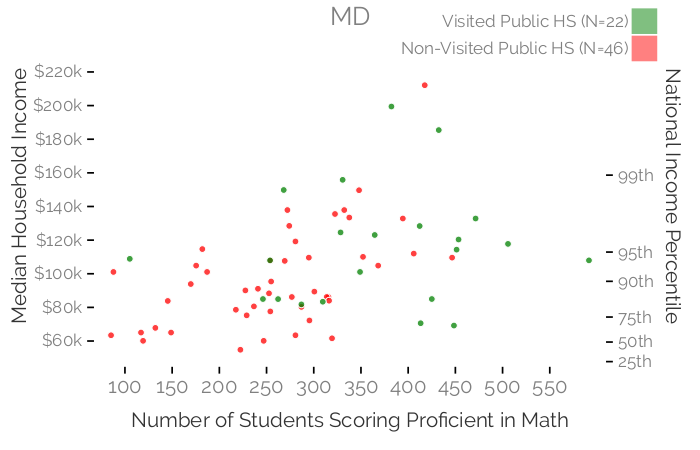 MD
Visited Public HS (N=22)
Non-Visited Public HS (N=46)
Median Household Income
$220k
$200k
$180k
$160k
$140k
$120k
$100k
$80k
$60k
National Income Percentile
99th
95th
90th
75th
50th
25th
100 150 200 250 300 350 400 450 500 550
Number of Students Scoring Proficient in Math